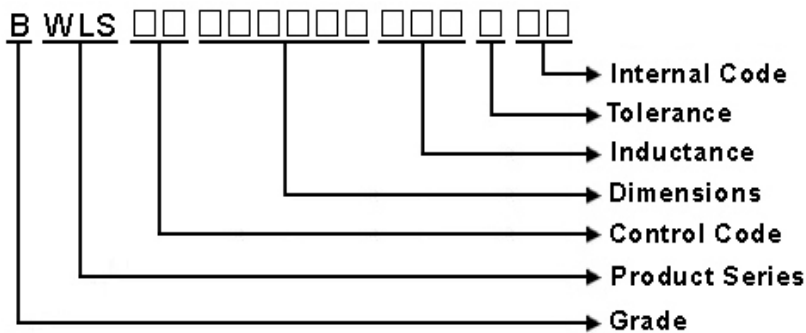 B WLS □□ □□□□□□ □□□ □ □□
Internal Code
Tolerance
Inductance
Dimensions
Control Code
Product Series
Grade